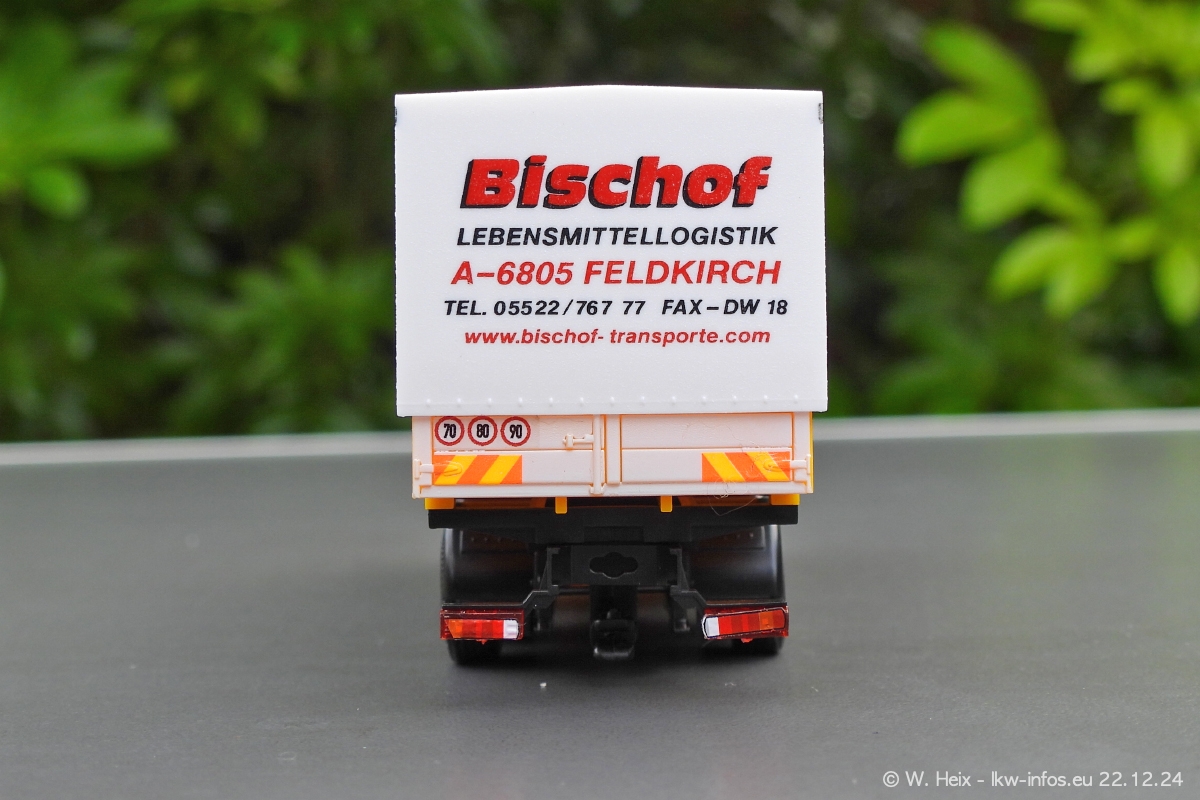 Bischof
LEBENSMITTELLOGISTIK
A-6805 FELDKIRCH
TEL. 05522/767 77 FAX-DW 18
www.bischof-transporte.com
70 80 90
© W. Heix - lkw-infos.eu 22.12.24